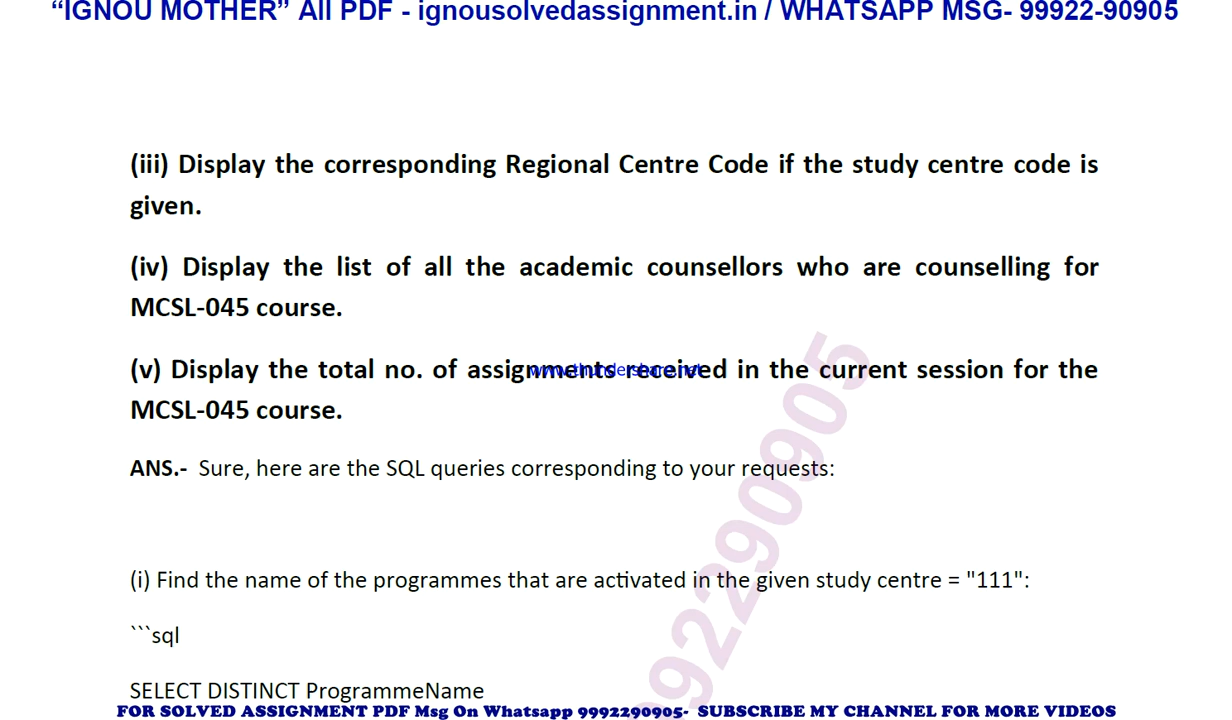 “IGNOU MOTHER” All PDF - ignousolvedassignment.in / WHATSAPP MSG- 99922-90905
(iii) Display the corresponding Regional Centre Code if the study centre code is
given.
(iv) Display the list of all the academic counsellors who are counselling for
MCSL-045 course.
(v) Display the total no. of assignments received in the current session for the
www.thundershare.net
MCSL-045 course.
ANS.- Sure, here are the SQL queries corresponding to your requests:
(i) Find the name of the programmes that are activated in the given study centre = "111":
```sql
SELECT DISTINCT ProgrammeName
FOR SOLVED ASSIGNMENT PDF Msg On Whatsapp 9992290905- SUBSCRIBE MY CHANNEL FOR MORE VIDEOS